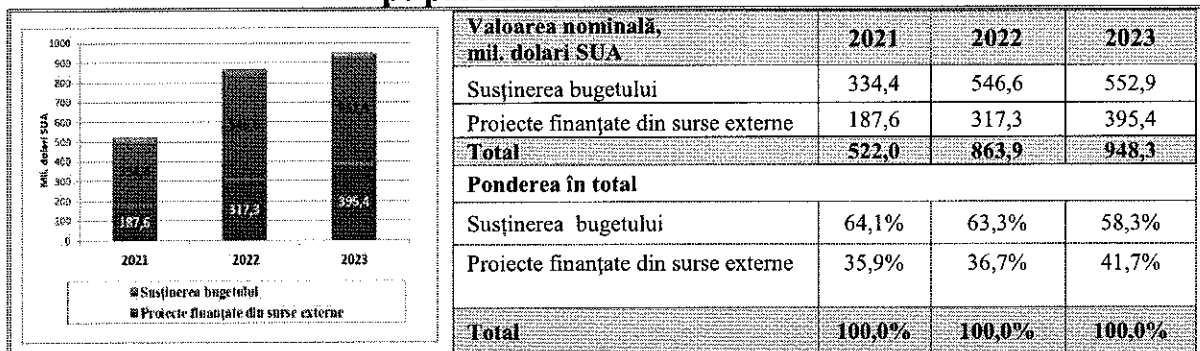 1000
900
800
700
600
500
400
300
200
100
0
Mil. dolari SUA
187,6
317,3
395,4
2021
2022
2023
Susținerea bugetului
Proiecte finanțate din surse externe
Valoarea nominală, 2021 2022 2023
mil. dolari SUA
Susținerea bugetului 334,4 546,6 552,9
Proiecte finanțate din surse externe 187,6 317,3 395,4
Total 522,0 863,9 948,3
Ponderea în total
Susținerea bugetului 64,1% 63,3% 58,3%
Proiecte finanțate din surse externe 35,9% 36,7% 41,7%
Total 100,0% 100,0% 100,0%